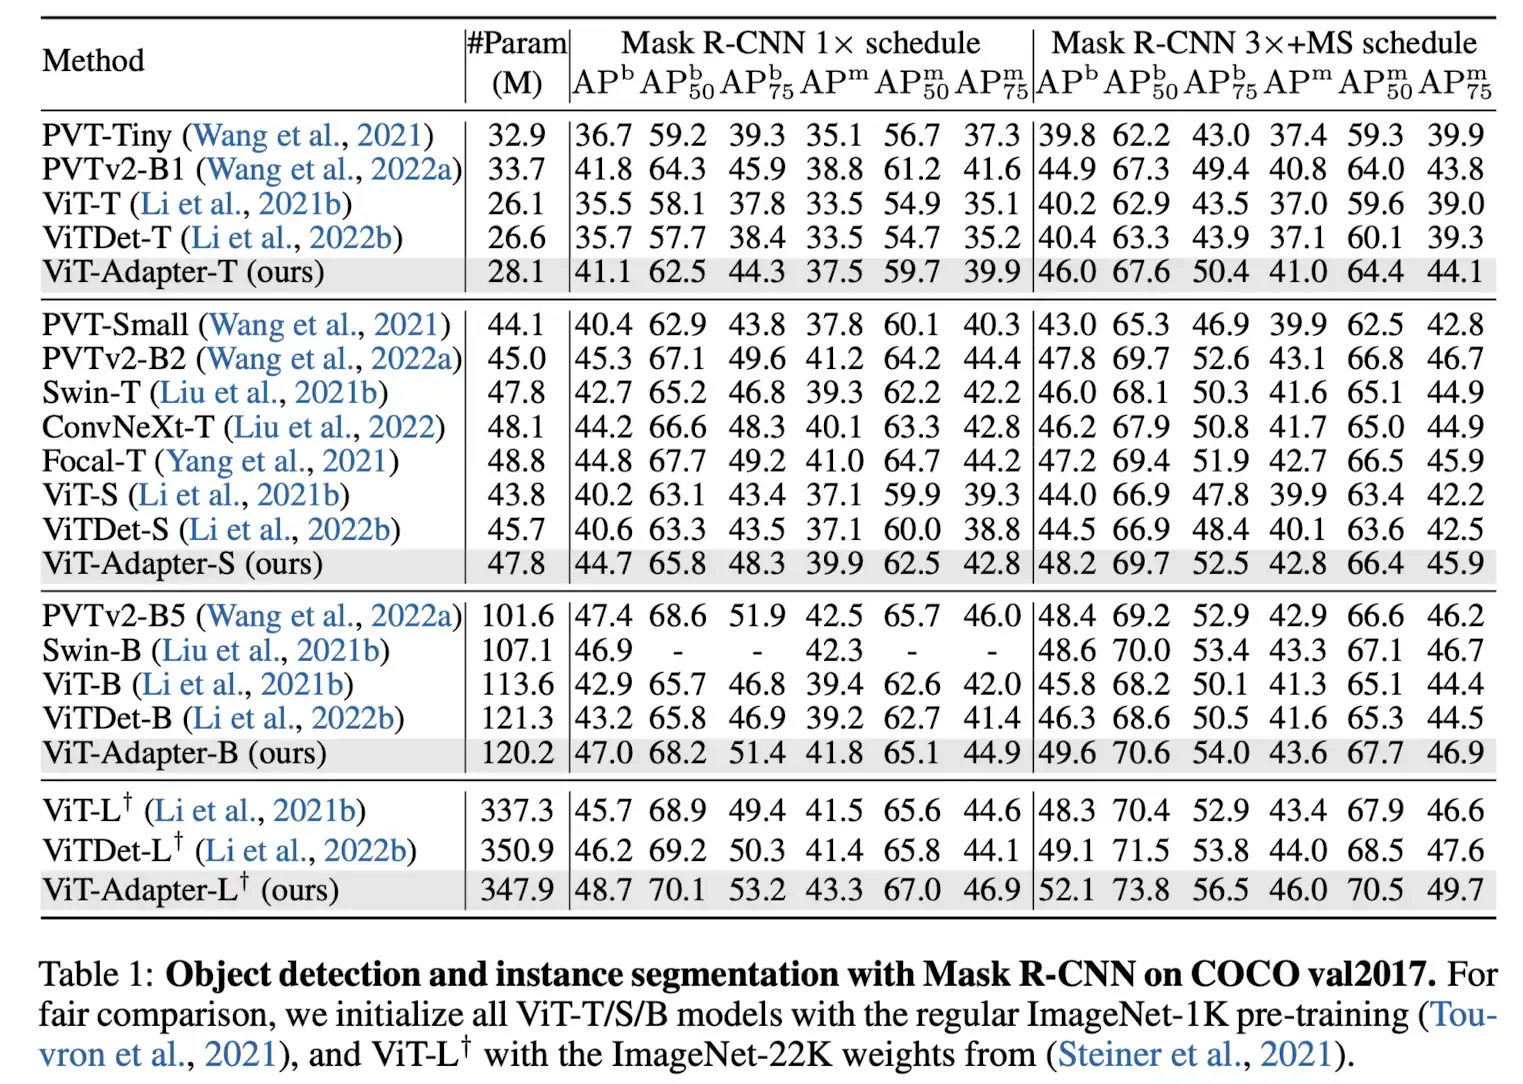 Method #Param (M) Mask R-CNN 1× schedule Mask R-CNN 3×+MS schedule
AP^b AP^b_50 AP^b_75 AP^m AP^m_50 AP^m_75 AP^b AP^b_50 AP^b_75 AP^m AP^m_50 AP^m_75
PVT-Tiny (Wang et al., 2021) 32.9 36.7 59.2 39.3 35.1 56.7 37.3 39.8 62.2 43.0 37.4 59.3 39.9
PVTv2-B1 (Wang et al., 2022a) 33.7 41.8 64.3 45.9 38.8 61.2 41.6 44.9 67.3 49.4 40.8 64.0 43.8
ViT-T (Li et al., 2021b) 26.1 35.5 58.1 37.8 33.5 54.9 35.1 40.2 62.9 43.5 37.0 59.6 39.0
ViTDet-T (Li et al., 2022b) 26.6 35.7 57.7 38.4 33.5 54.7 35.2 40.4 63.3 43.9 37.1 60.1 39.3
ViT-Adapter-T (ours) 28.1 41.1 62.5 44.3 37.5 59.7 39.9 46.0 67.6 50.4 41.0 64.4 44.1
PVT-Small (Wang et al., 2021) 44.1 40.4 62.9 43.8 37.8 60.1 40.3 43.0 65.3 46.9 39.9 62.5 42.8
PVTv2-B2 (Wang et al., 2022a) 45.0 45.3 67.1 49.6 41.2 64.2 44.4 47.8 69.7 52.6 43.1 66.8 46.7
Swin-T (Liu et al., 2021b) 47.8 42.7 65.2 46.8 39.3 62.2 42.2 46.0 68.1 50.3 41.6 65.1 44.9
ConvNeXt-T (Liu et al., 2022) 48.1 44.2 66.6 48.3 40.1 63.3 42.8 46.2 67.9 50.8 41.7 65.0 44.9
Focal-T (Yang et al., 2021) 48.8 44.8 67.7 49.2 41.0 64.7 44.2 47.2 69.4 51.9 42.7 66.5 45.9
ViT-S (Li et al., 2021b) 43.8 40.2 63.1 43.4 37.1 59.9 39.3 44.0 66.9 47.8 39.9 63.4 42.2
ViTDet-S (Li et al., 2022b) 45.7 40.6 63.3 43.5 37.1 60.0 38.8 44.5 66.9 48.4 40.1 63.6 42.5
ViT-Adapter-S (ours) 47.8 44.7 65.8 48.3 39.9 62.5 42.8 48.2 69.7 52.5 42.8 66.4 45.9
PVTv2-B5 (Wang et al., 2022a) 101.6 47.4 68.6 51.9 42.5 65.7 46.0 48.4 69.2 52.9 42.9 66.6 46.2
Swin-B (Liu et al., 2021b) 107.1 46.9 - - 42.3 - - 48.6 70.0 53.4 43.3 67.1 46.7
ViT-B (Li et al., 2021b) 113.6 42.9 65.7 46.8 39.4 62.6 42.0 45.8 68.2 50.1 41.3 65.1 44.4
ViTDet-B (Li et al., 2022b) 121.3 43.2 65.8 46.9 39.2 62.7 41.4 46.3 68.6 50.5 41.6 65.3 44.5
ViT-Adapter-B (ours) 120.2 47.0 68.2 51.4 41.8 65.1 44.9 49.6 70.6 54.0 43.6 67.7 46.9
ViT-L† (Li et al., 2021b) 337.3 45.7 68.9 49.4 41.5 65.6 44.6 48.3 70.4 52.9 43.4 67.9 46.6
ViTDet-L† (Li et al., 2022b) 350.9 46.2 69.2 50.3 41.4 65.8 44.1 49.1 71.5 53.8 44.0 68.5 47.6
ViT-Adapter-L† (ours) 347.9 48.7 70.1 53.2 43.3 67.0 46.9 52.1 73.8 56.5 46.0 70.5 49.7
Table 1: Object detection and instance segmentation with Mask R-CNN on COCO val2017. For
fair comparison, we initialize all ViT-T/S/B models with the regular ImageNet-1K pre-training (Tou-
vron et al., 2021), and ViT-L† with the ImageNet-22K weights from (Steiner et al., 2021).